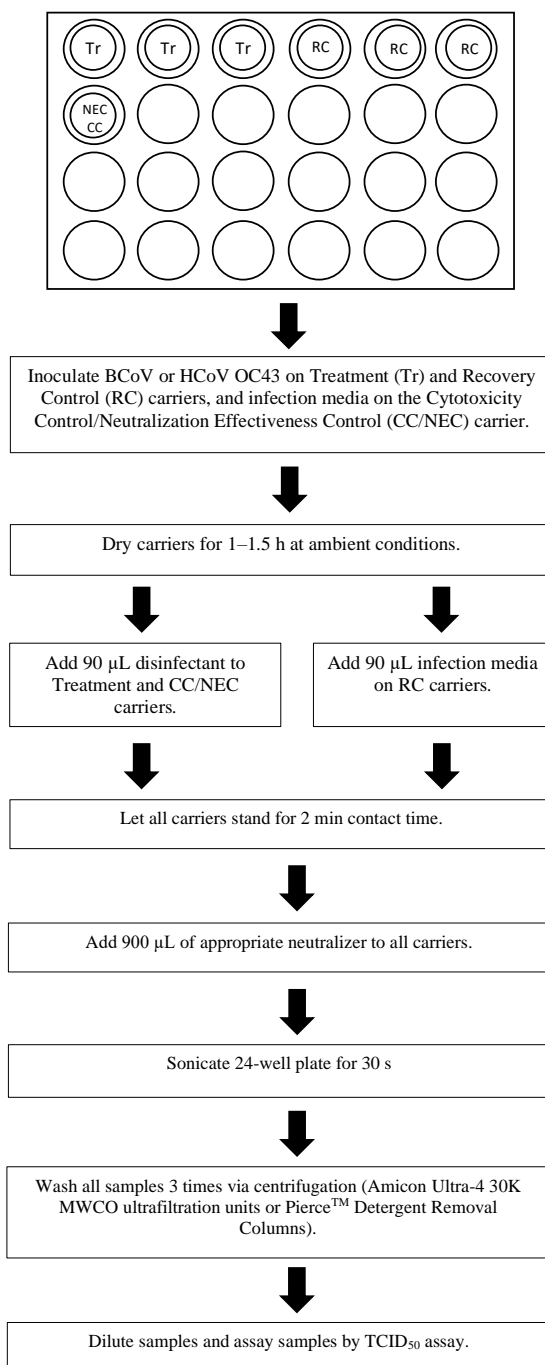 Tr Tr Tr RC RC RC
NEC
CC
Inoculate BCoV or HCoV OC43 on Treatment (Tr) and Recovery
Control (RC) carriers, and infection media on the Cytotoxicity
Control/Neutralization Effectiveness Control (CC/NEC) carrier.
Dry carriers for 1–1.5 h at ambient conditions.
Add 90 µL disinfectant to
Treatment and CC/NEC
carriers.
Add 90 µL infection media
on RC carriers.
Let all carriers stand for 2 min contact time.
Add 900 µL of appropriate neutralizer to all carriers.
Sonicate 24-well plate for 30 s
Wash all samples 3 times via centrifugation (Amicon Ultra-4 30K
MWCO ultrafiltration units or Pierce™ Detergent Removal
Columns).
Dilute samples and assay samples by TCID₅₀ assay.